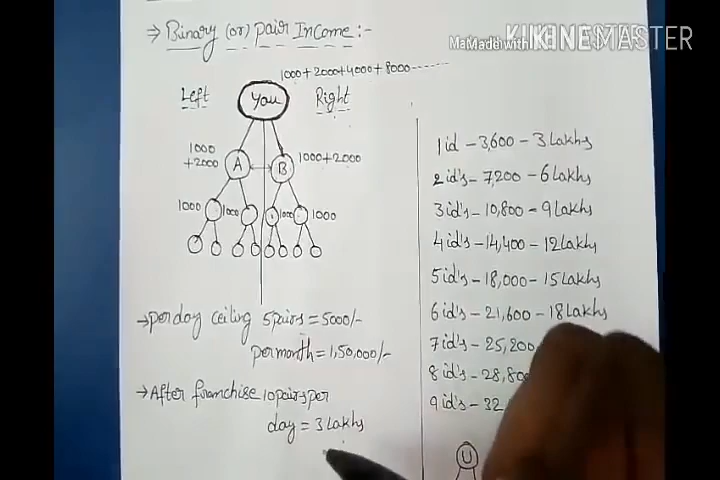 ⇒ Binary (or) pair Income :-
Made with KINEMASTER
1000+2000+4000+8000------
Left
You
Right
1000
+2000
A
B
1000+2000
1000
1000
1000
1000
→ per day ceiling 5 pairs = 5000/-
per month = 1,50,000/-
→ After franchise 10 pairs per
day = 3 Lakhs
1 id - 3,600 - 3 Lakhs
2 id's - 7,200 - 6 Lakhs
3 id's - 10,800 - 9 Lakhs
4 id's - 14,400 - 12 Lakhs
5 id's - 18,000 - 15 Lakhs
6 id's - 21,600 - 18 Lakhs
7 id's - 25,200
8 id's - 28,80
9 id's - 32
U